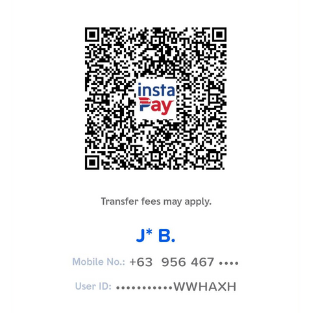 insta
Pay
Transfer fees may apply.
J* B.
Mobile No.: +63 956 467 ••••
User ID: •••••••••••WWHAXH